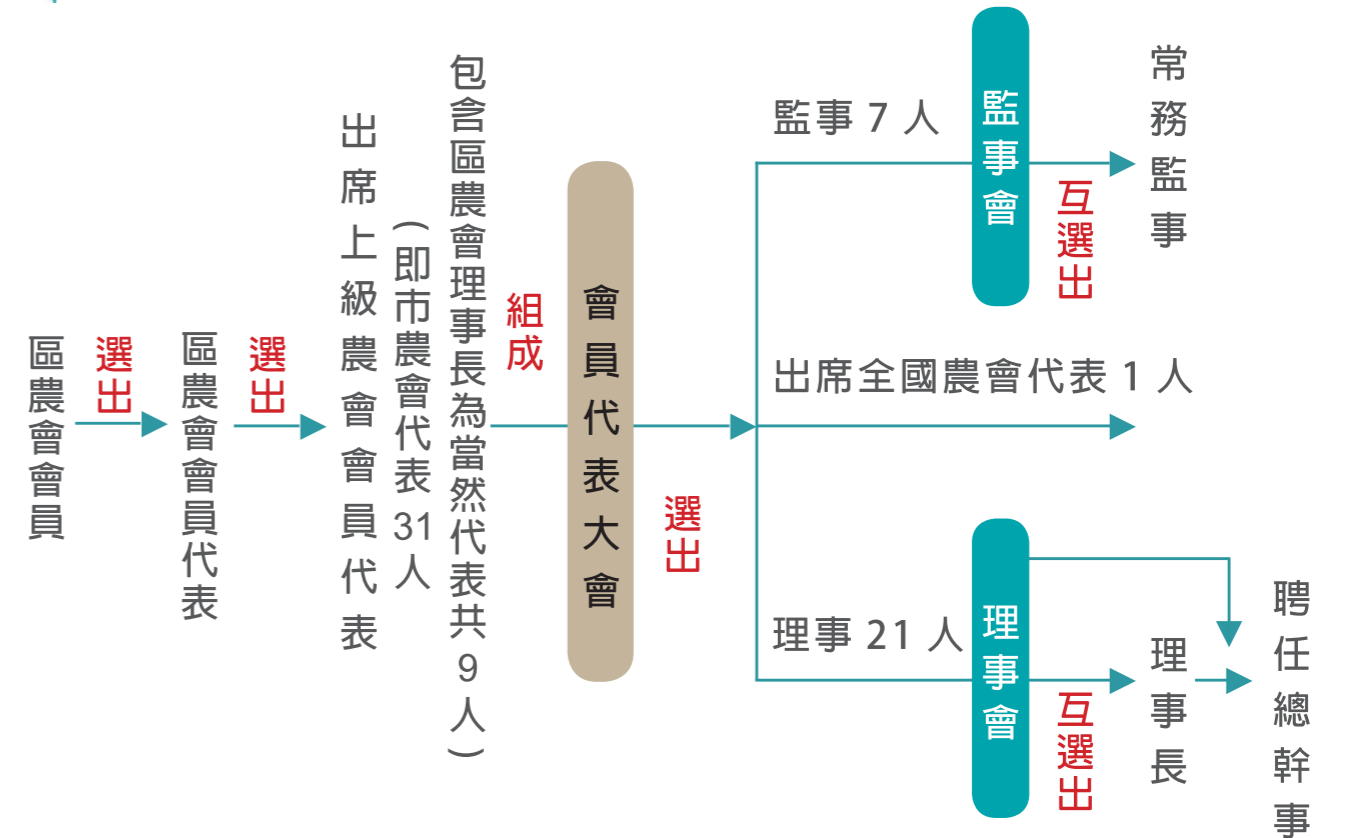 區農會會員
選出
區農會會員代表
選出
出席上級農會會員代表
(即市農會代表31人
包含區農會理事長為當然代表共9人)
組成
會員代表大會
選出
監事 7 人
監事會
互選出
常務監事
出席全國農會代表 1 人
理事 21 人
理事會
互選出
理事長
聘任總幹事